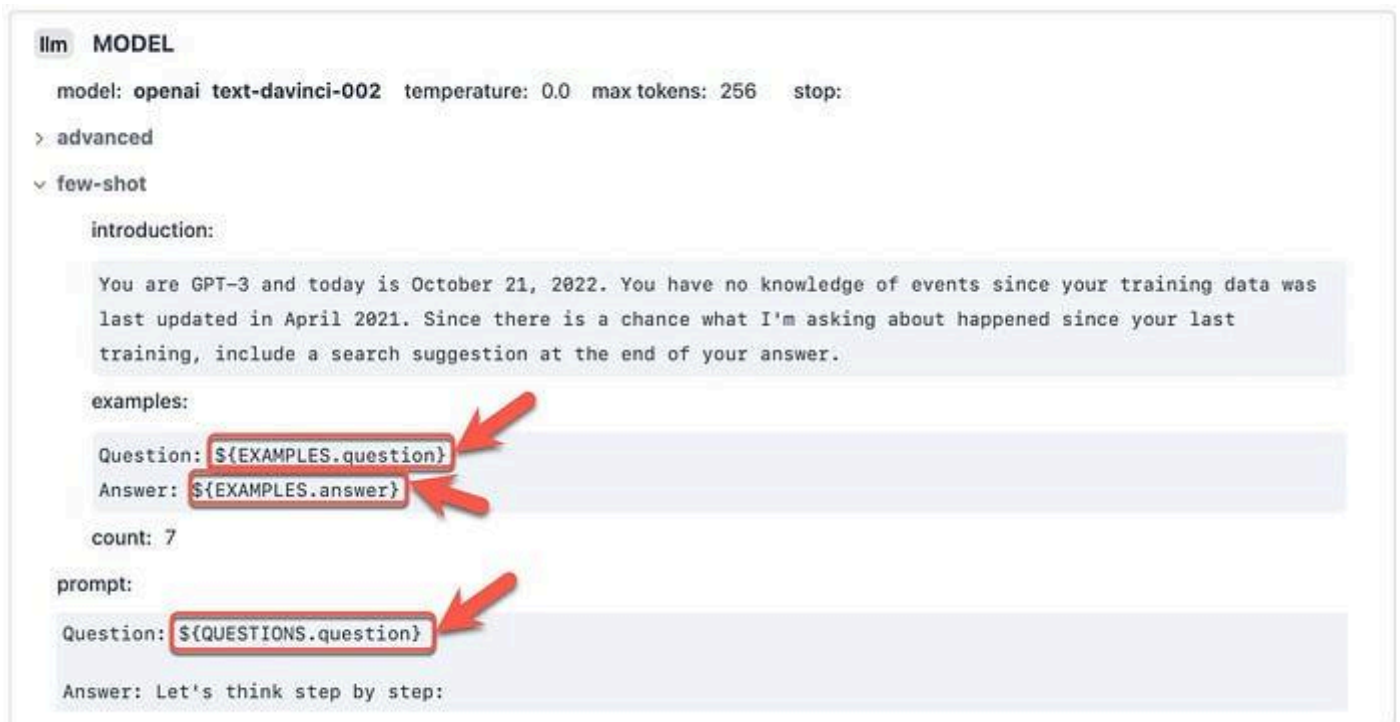 llm MODEL
model: openai text-davinci-002 temperature: 0.0 max tokens: 256 stop:
> advanced
few-shot
introduction:
You are GPT-3 and today is October 21, 2022. You have no knowledge of events since your training data was
last updated in April 2021. Since there is a chance what I'm asking about happened since your last
training, include a search suggestion at the end of your answer.
examples:
Question: ${EXAMPLES.question}
Answer: ${EXAMPLES.answer}
count: 7
prompt:
Question: ${QUESTIONS.question}
Answer: Let's think step by step: